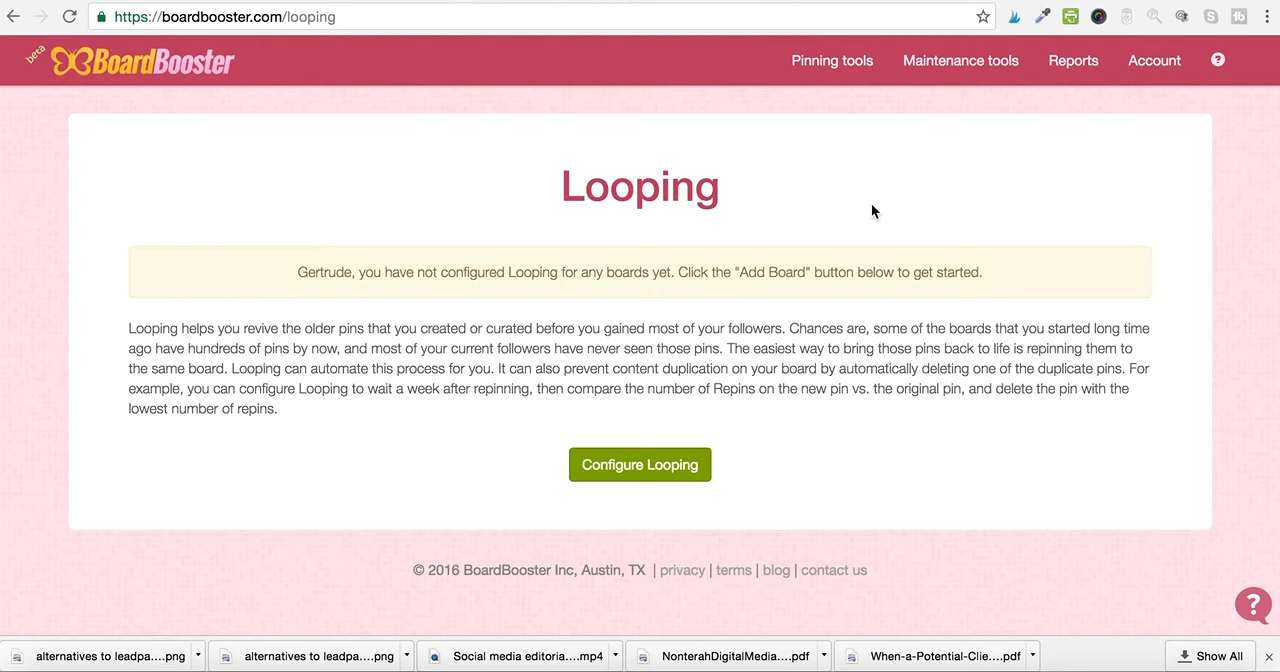 https://boardbooster.com/looping
beta BoardBooster
Pinning tools Maintenance tools Reports Account ?
Looping
Gertrude, you have not configured Looping for any boards yet. Click the "Add Board" button below to get started.
Looping helps you revive the older pins that you created or curated before you gained most of your followers. Chances are, some of the boards that you started long time
ago have hundreds of pins by now, and most of your current followers have never seen those pins. The easiest way to bring those pins back to life is repinning them to
the same board. Looping can automate this process for you. It can also prevent content duplication on your board by automatically deleting one of the duplicate pins. For
example, you can configure Looping to wait a week after repinning, then compare the number of Repins on the new pin vs. the original pin, and delete the pin with the
lowest number of repins.
Configure Looping
© 2016 BoardBooster Inc, Austin, TX | privacy | terms | blog | contact us
?
alternatives to leadpa....png alternatives to leadpa....png Social media editoria....mp4 NonterahDigitalMedia....pdf When-a-Potential-Clie....pdf Show All